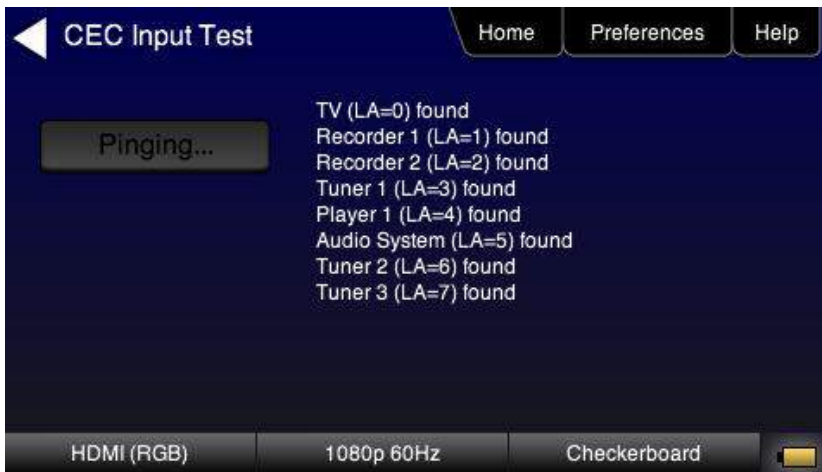 CEC Input Test
Home
Preferences
Help
Pinging...
TV (LA=0) found
Recorder 1 (LA=1) found
Recorder 2 (LA=2) found
Tuner 1 (LA=3) found
Player 1 (LA=4) found
Audio System (LA=5) found
Tuner 2 (LA=6) found
Tuner 3 (LA=7) found
HDMI (RGB)
1080p 60Hz
Checkerboard